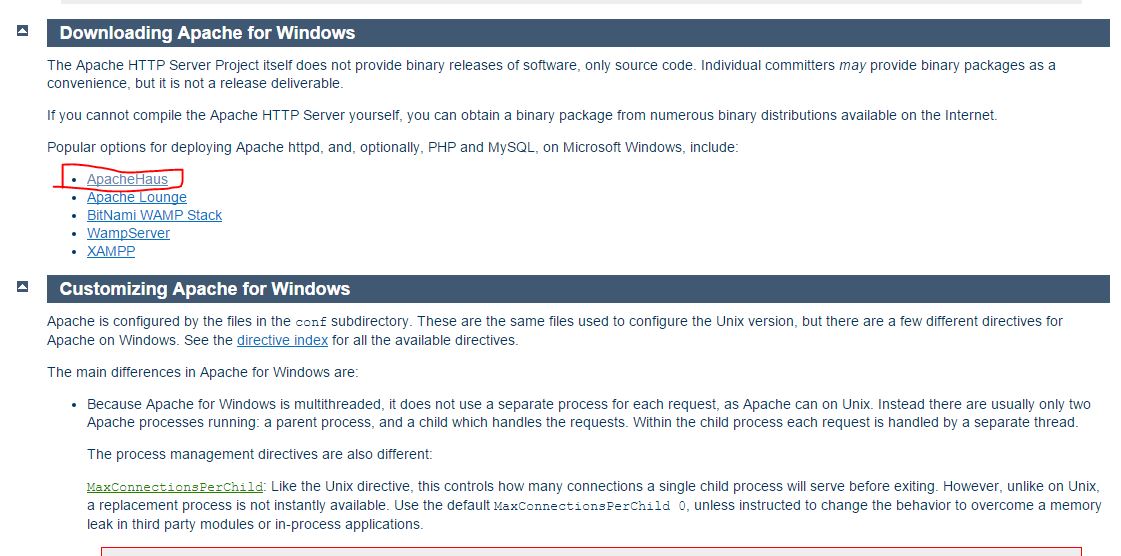 Downloading Apache for Windows
The Apache HTTP Server Project itself does not provide binary releases of software, only source code. Individual committers may provide binary packages as a
convenience, but it is not a release deliverable.
If you cannot compile the Apache HTTP Server yourself, you can obtain a binary package from numerous binary distributions available on the Internet.
Popular options for deploying Apache httpd, and, optionally, PHP and MySQL, on Microsoft Windows, include:
• ApacheHaus
• Apache Lounge
• BitNami WAMP Stack
• WampServer
• XAMPP
Customizing Apache for Windows
Apache is configured by the files in the conf subdirectory. These are the same files used to configure the Unix version, but there are a few different directives for
Apache on Windows. See the directive index for all the available directives.
The main differences in Apache for Windows are:
• Because Apache for Windows is multithreaded, it does not use a separate process for each request, as Apache can on Unix. Instead there are usually only two
Apache processes running: a parent process, and a child which handles the requests. Within the child process each request is handled by a separate thread.
The process management directives are also different:
MaxConnectionsPerChild: Like the Unix directive, this controls how many connections a single child process will serve before exiting. However, unlike on Unix,
a replacement process is not instantly available. Use the default MaxConnectionsPerChild 0, unless instructed to change the behavior to overcome a memory
leak in third party modules or in-process applications.